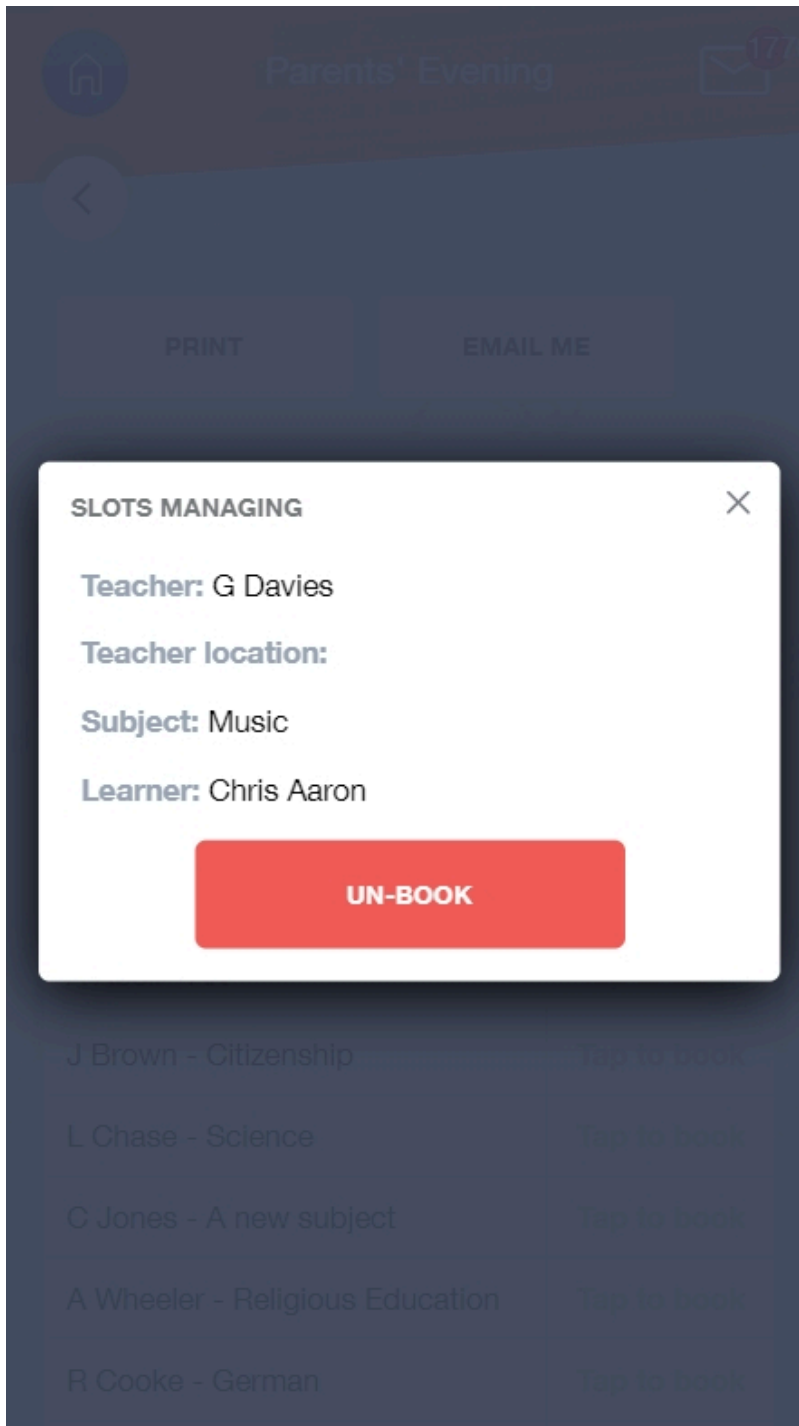 Parents' Evening
177
PRINT
EMAIL ME
SLOTS MANAGING
Teacher: G Davies
Teacher location:
Subject: Music
Learner: Chris Aaron
UN-BOOK
J Brown - Citizenship Tap to book
L Chase - Science Tap to book
C Jones - A new subject Tap to book
A Wheeler - Religious Education Tap to book
R Cooke - German Tap to book